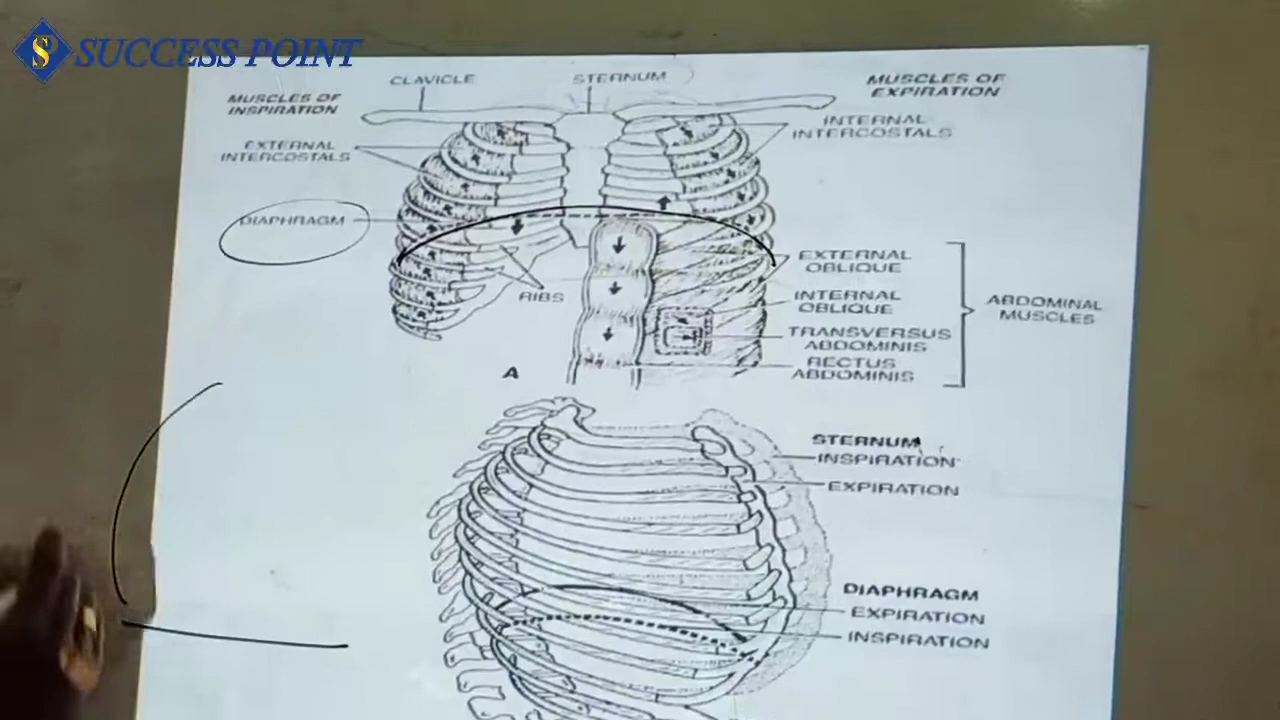 SUCCESS POINT
CLAVICLE
STERNUM
MUSCLES OF
EXPIRATION
MUSCLES OF
INSPIRATION
EXTERNAL
INTERCOSTALS
INTERNAL
INTERCOSTALS
DIAPHRAGM
RIBS
EXTERNAL
OBLIQUE
INTERNAL
OBLIQUE
TRANSVERSUS
ABDOMINIS
RECTUS
ABDOMINIS
ABDOMINAL
MUSCLES
A
STERNUM
INSPIRATION
EXPIRATION
DIAPHRAGM
EXPIRATION
INSPIRATION